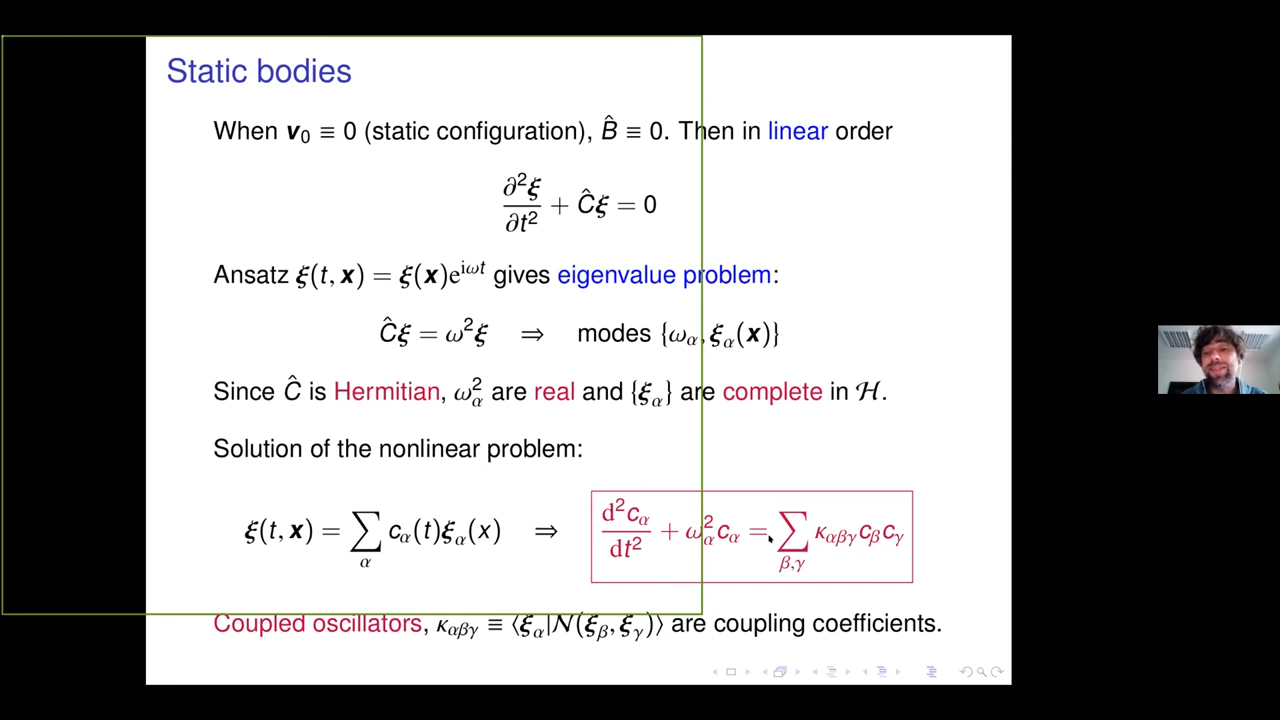 Static bodies
When v₀ ≡ 0 (static configuration), B̂ ≡ 0. Then in linear order
∂²ξ/∂t² + Ĉξ = 0
Ansatz ξ(t, x) = ξ(x)e^{iωt} gives eigenvalue problem:
Ĉξ = ω²ξ ⇒ modes {ω_α, ξ_α(x)}
Since Ĉ is Hermitian, ω²_α are real and {ξ_α} are complete in ℋ.
Solution of the nonlinear problem:
ξ(t, x) = ∑_α c_α(t)ξ_α(x) ⇒ d²c_α/dt² + ω²_α c_α = ∑_{β,γ} κ_{αβγ}c_βc_γ
Coupled oscillators, κ_{αβγ} ≡ ⟨ξ_α|𝒩(ξ_β, ξ_γ)⟩ are coupling coefficients.